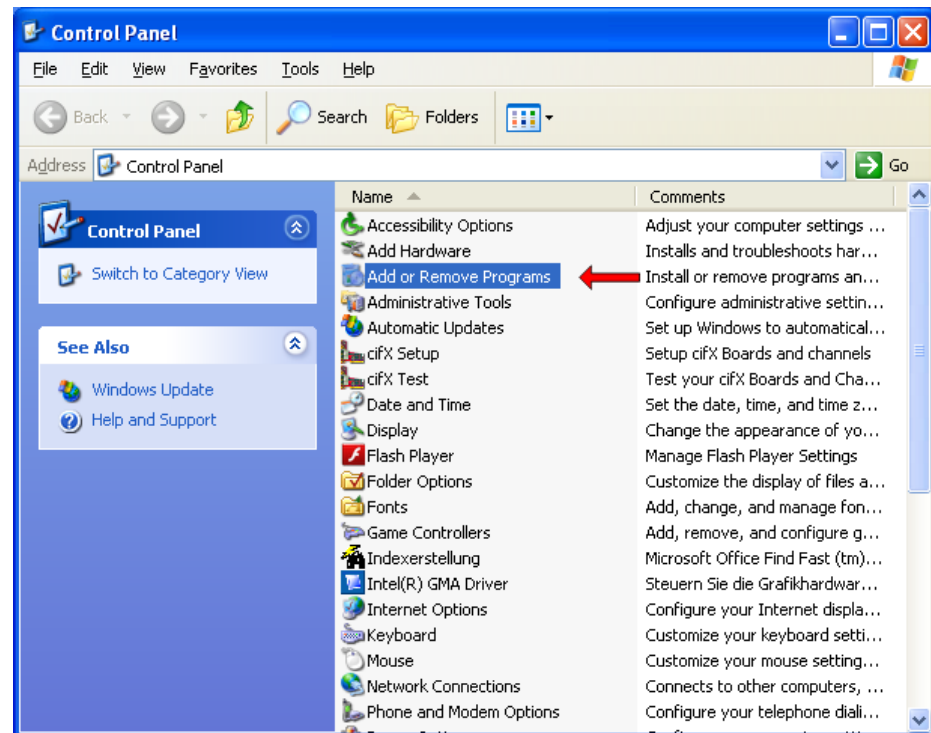 Control Panel
File Edit View Favorites Tools Help
Back Search Folders
Address Control Panel Go
Control Panel
Switch to Category View
See Also
Windows Update
Help and Support
Name Comments
Accessibility Options Adjust your computer settings ...
Add Hardware Installs and troubleshoots har...
Add or Remove Programs Install or remove programs an...
Administrative Tools Configure administrative settin...
Automatic Updates Set up Windows to automatical...
cifX Setup Setup cifX Boards and channels
cifX Test Test your cifX Boards and Cha...
Date and Time Set the date, time, and time z...
Display Change the appearance of yo...
Flash Player Manage Flash Player Settings
Folder Options Customize the display of files a...
Fonts Add, change, and manage fon...
Game Controllers Add, remove, and configure g...
Indexerstellung Microsoft Office Find Fast (tm)...
Intel(R) GMA Driver Steuern Sie die Grafikhardwar...
Internet Options Configure your Internet displa...
Keyboard Customize your keyboard setti...
Mouse Customize your mouse setting...
Network Connections Connects to other computers, ...
Phone and Modem Options Configure your telephone diali...